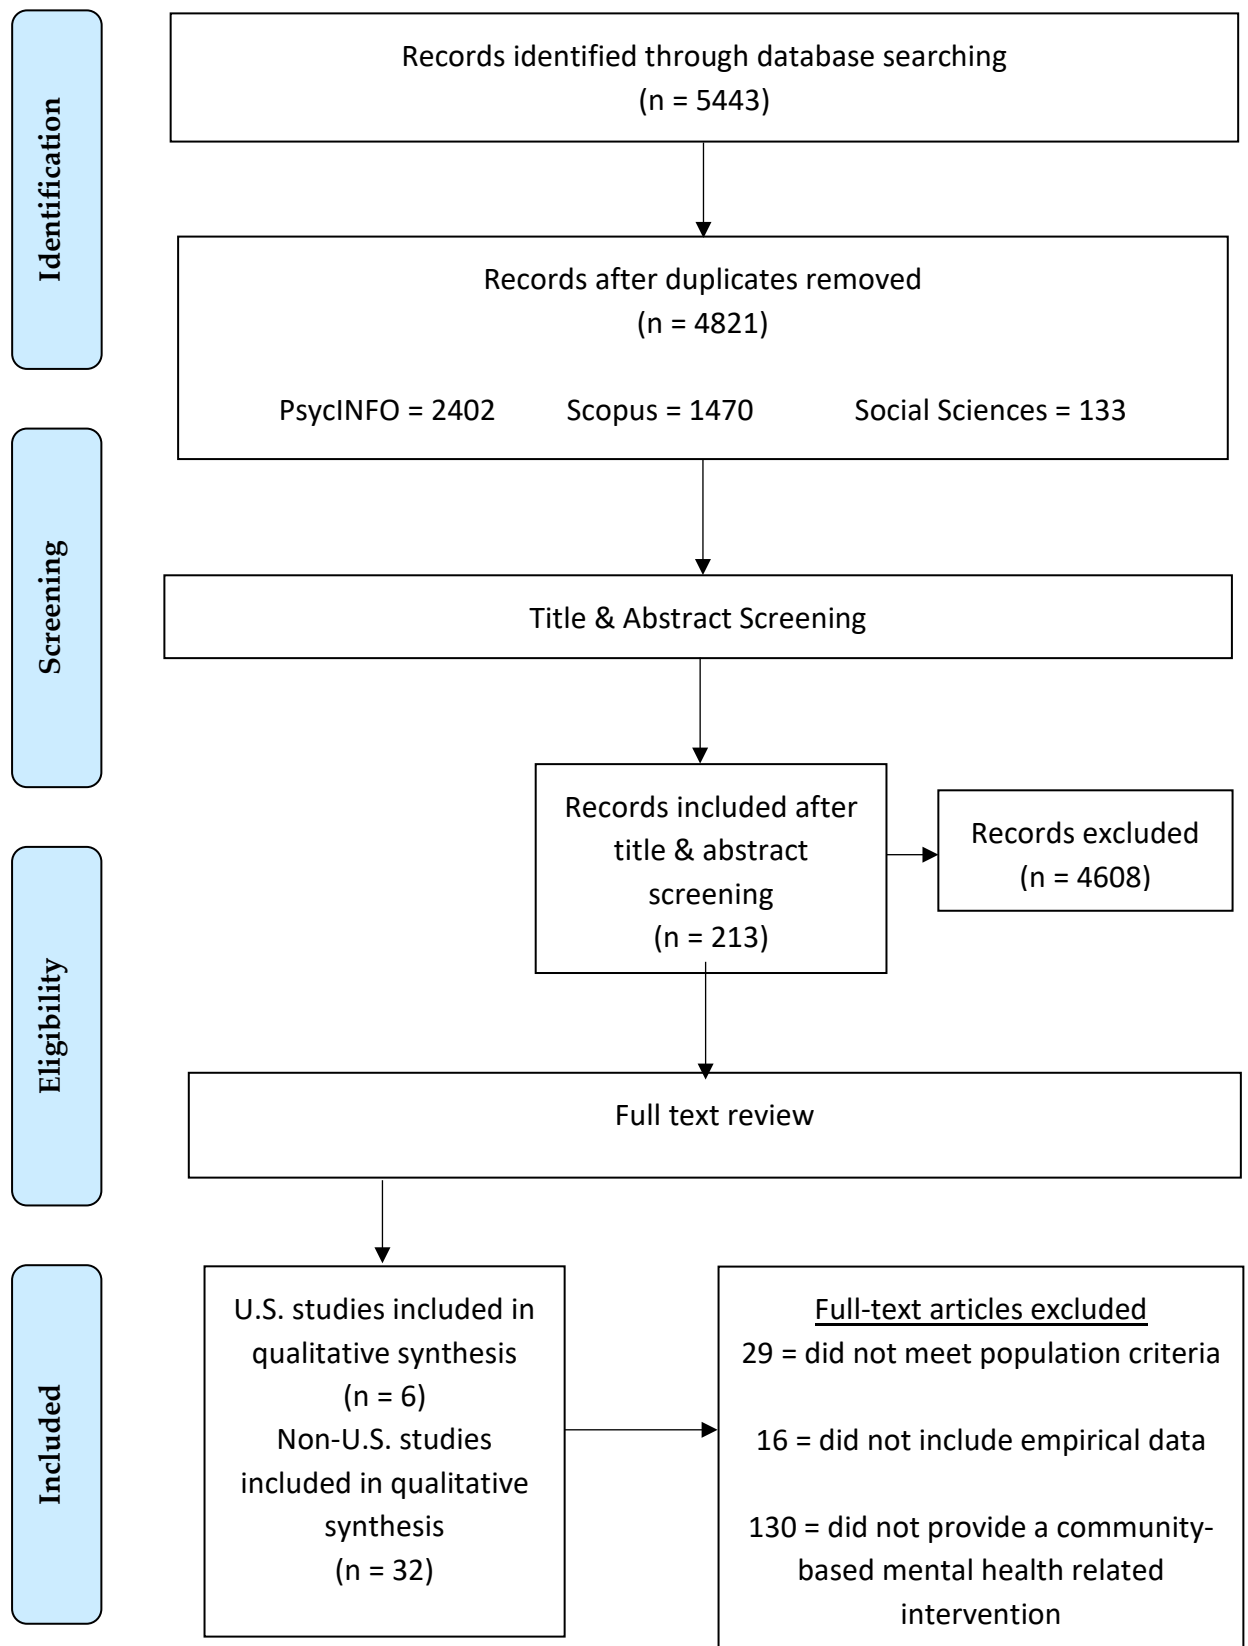 Identification
Records identified through database searching
(n = 5443)
Records after duplicates removed
(n = 4821)
PsycINFO = 2402 Scopus = 1470 Social Sciences = 133
Screening
Title & Abstract Screening
Records included after
title & abstract
screening
(n = 213)
Records excluded
(n = 4608)
Eligibility
Full text review
Included
U.S. studies included in
qualitative synthesis
(n = 6)
Non-U.S. studies
included in qualitative
synthesis
(n = 32)
Full-text articles excluded
29 = did not meet population criteria
16 = did not include empirical data
130 = did not provide a community-
based mental health related
intervention